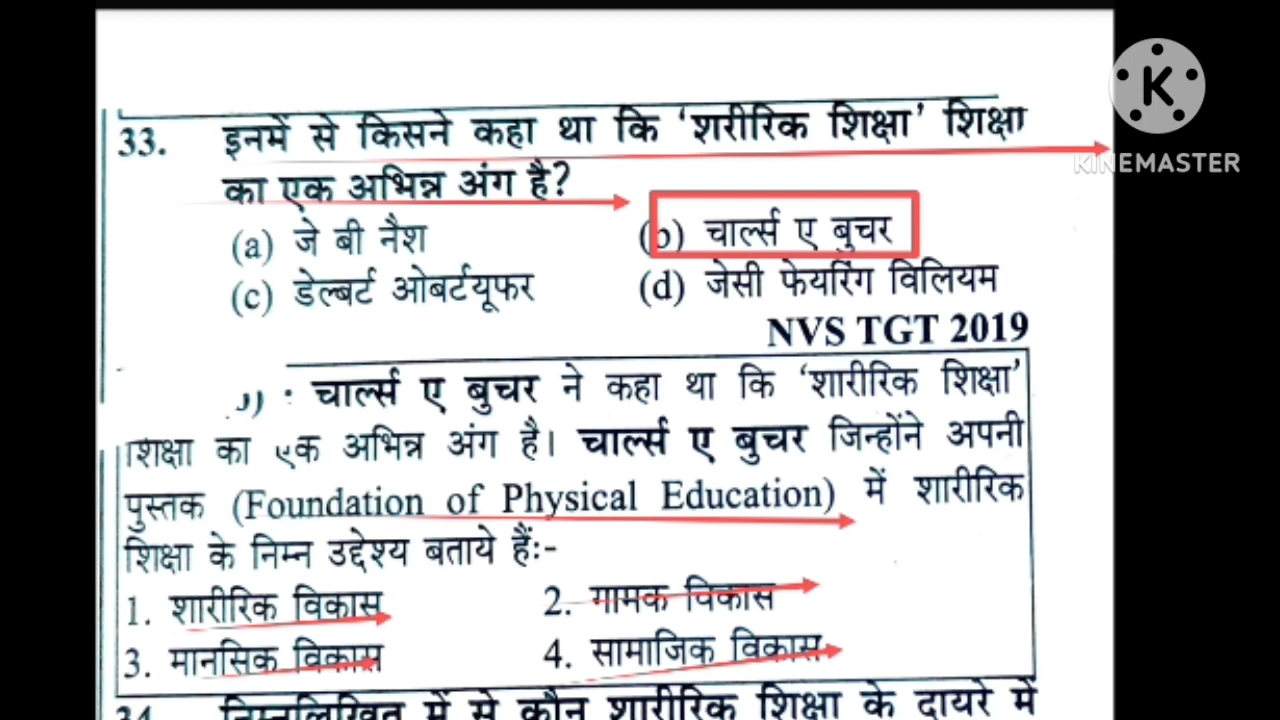 33. इनमें से किसने कहा था कि 'शरीरिक शिक्षा' शिक्षा
का एक अभिन्न अंग है?
(a) जे बी नैश (b) चार्ल्स ए बुचर
(c) डेल्बर्ट ओबर्टयूफर (d) जेसी फेयरिंग विलियम
NVS TGT 2019
: चार्ल्स ए बुचर ने कहा था कि 'शारीरिक शिक्षा'
शिक्षा का एक अभिन्न अंग है। चार्ल्स ए बुचर जिन्होंने अपनी
पुस्तक (Foundation of Physical Education) में शारीरिक
शिक्षा के निम्न उद्देश्य बताये हैं:-
1. शारीरिक विकास 2. गामक विकास
3. मानसिक विकास 4. सामाजिक विकास
34. निम्नलिखित में से कौन शारीरिक शिक्षा के दायरे में
K
KINEMASTER